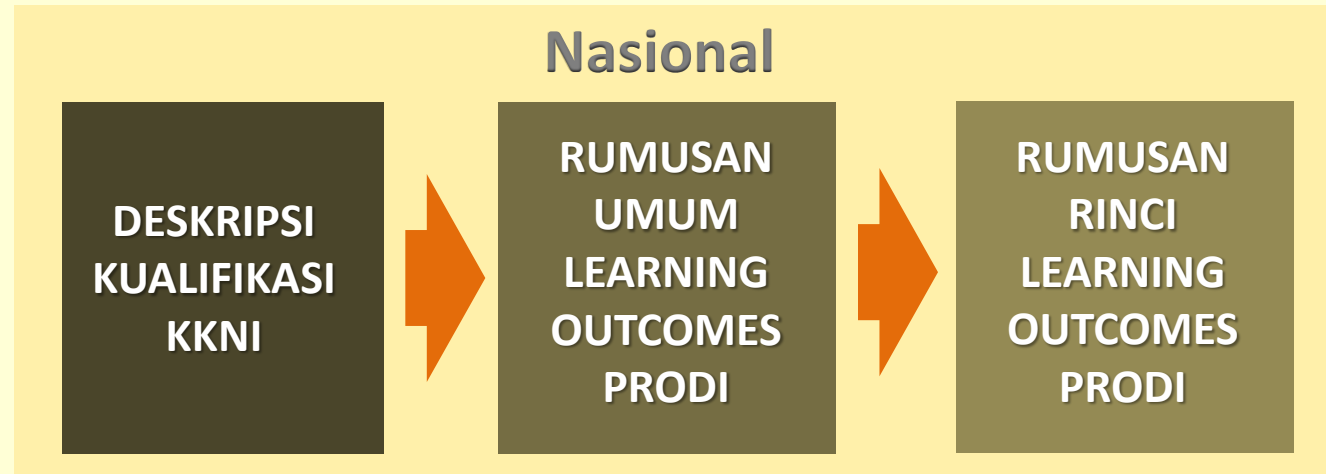 Nasional
DESKRIPSI
KUALIFIKASI
KKNI
RUMUSAN
UMUM
LEARNING
OUTCOMES
PRODI
RUMUSAN
RINCI
LEARNING
OUTCOMES
PRODI